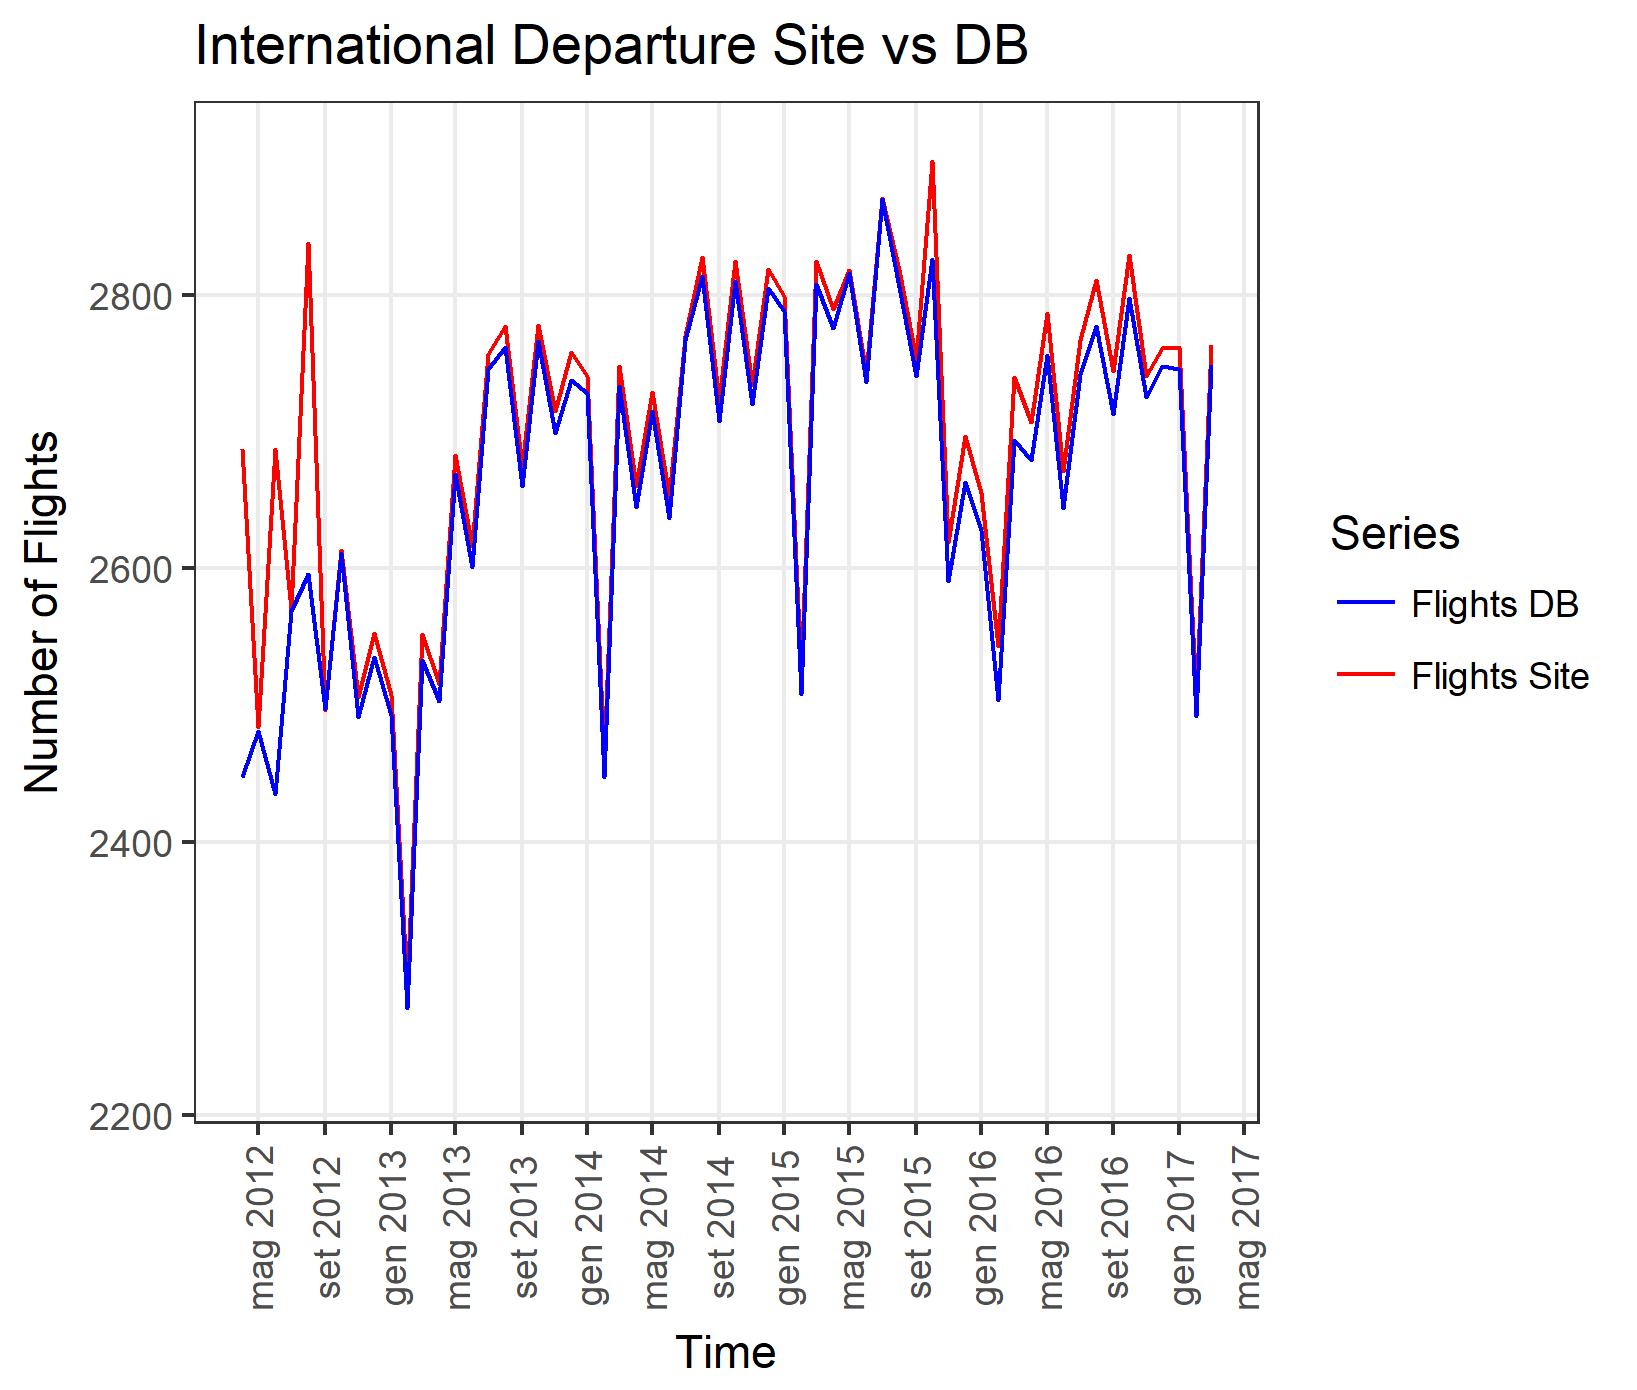 International Departure Site vs DB
Number of Flights
2800
2600
2400
2200
mag 2012
set 2012
gen 2013
mag 2013
set 2013
gen 2014
mag 2014
set 2014
gen 2015
mag 2015
set 2015
gen 2016
mag 2016
set 2016
gen 2017
mag 2017
Time
Series
Flights DB
Flights Site